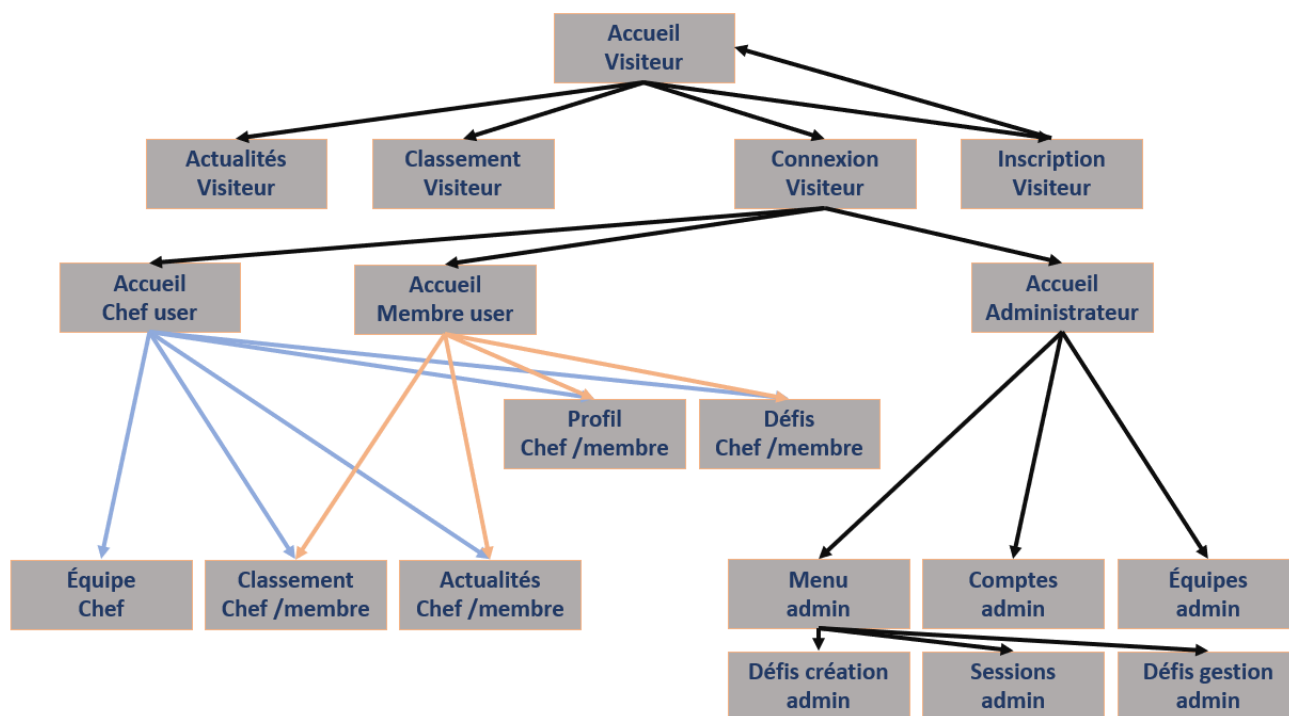 Accueil
Visiteur
Actualités
Visiteur
Classement
Visiteur
Connexion
Visiteur
Inscription
Visiteur
Accueil
Chef user
Accueil
Membre user
Accueil
Administrateur
Profil
Chef /membre
Défis
Chef /membre
Équipe
Chef
Classement
Chef /membre
Actualités
Chef /membre
Menu
admin
Comptes
admin
Équipes
admin
Défis création
admin
Sessions
admin
Défis gestion
admin